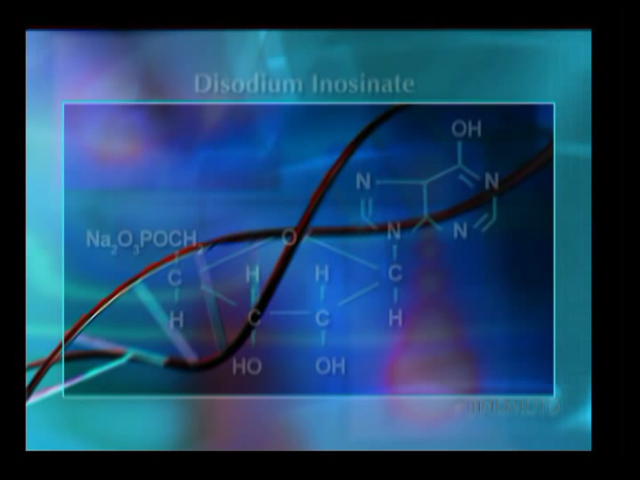 Disodium Inosinate
OH
N N
Na2O3POCH2 O N N
C H H C
H C C H
HO OH